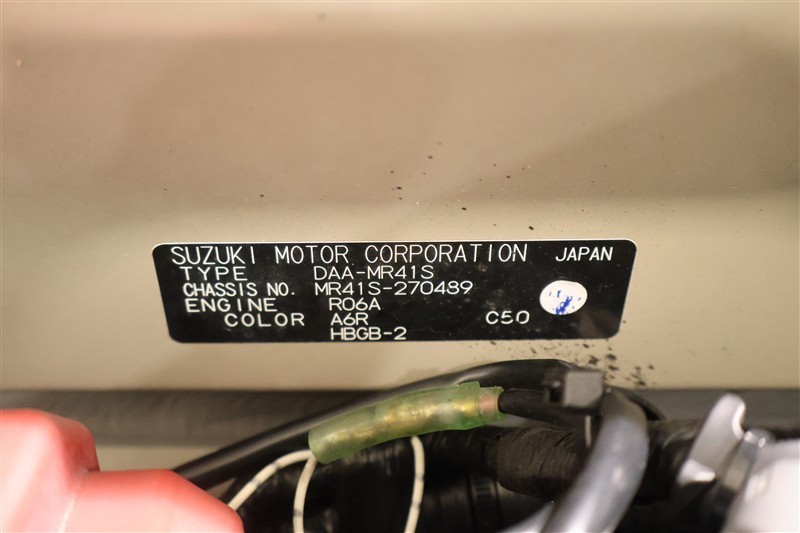 SUZUKI MOTOR CORPORATION JAPAN
TYPE DAA-MR41S
CHASSIS NO. MR41S-270489
ENGINE R06A
COLOR A6R C50
HBGB-2